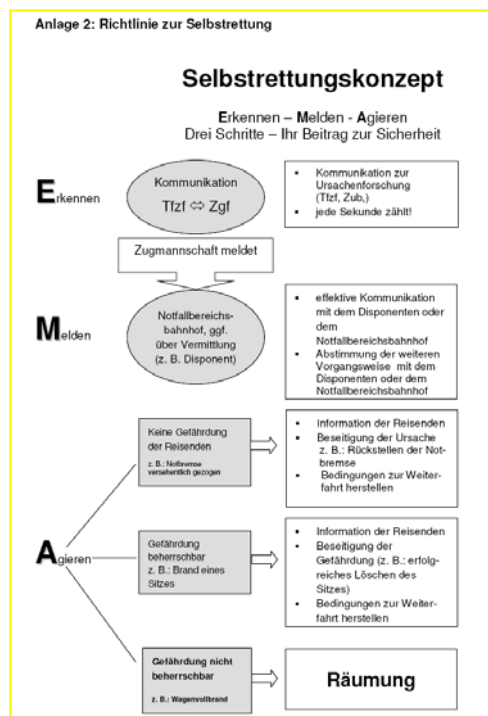 Anlage 2: Richtlinie zur Selbstrettung
Selbstrettungskonzept
Erkennen – Melden - Agieren
Drei Schritte – Ihr Beitrag zur Sicherheit
Erkennen
Kommunikation
Tfzf ⇔ Zgf
▪ Kommunikation zur
Ursachenforschung
(Tfzf, Zub,)
▪ jede Sekunde zählt!
Zugmannschaft meldet
Melden
Notfallbereichs-
bahnhof, ggf.
über Vermittlung
(z. B. Disponent)
▪ effektive Kommunikation
mit dem Disponenten oder
dem
Notfallbereichsbahnhof
▪ Abstimmung der weiteren
Vorgangsweise mit dem
Disponenten oder dem
Notfallbereichsbahnhof
Agieren
Keine Gefährdung
der Reisenden
z. B.: Notbremse
versehentlich gezogen
▪ Information der Reisenden
▪ Beseitigung der Ursache
z. B.: Rückstellen der Not-
bremse
▪ Bedingungen zur Weiter-
fahrt herstellen
Gefährdung
beherrschbar
z. B.: Brand eines
Sitzes
▪ Information der Reisenden
▪ Beseitigung der
Gefährdung (z. B.: erfolg-
reiches Löschen des
Sitzes)
▪ Bedingungen zur Weiter-
fahrt herstellen
Gefährdung nicht
beherrschbar
z. B.: Wagenvollbrand
Räumung